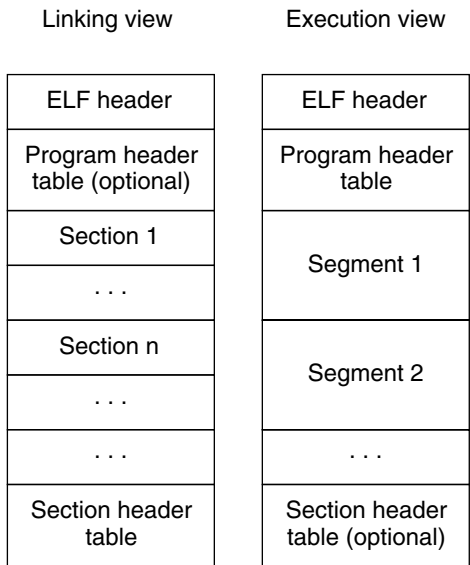 Linking view
ELF header
Program header
table (optional)
Section 1
. . .
Section n
. . .
. . .
Section header
table
Execution view
ELF header
Program header
table
Segment 1
Segment 2
. . .
Section header
table (optional)